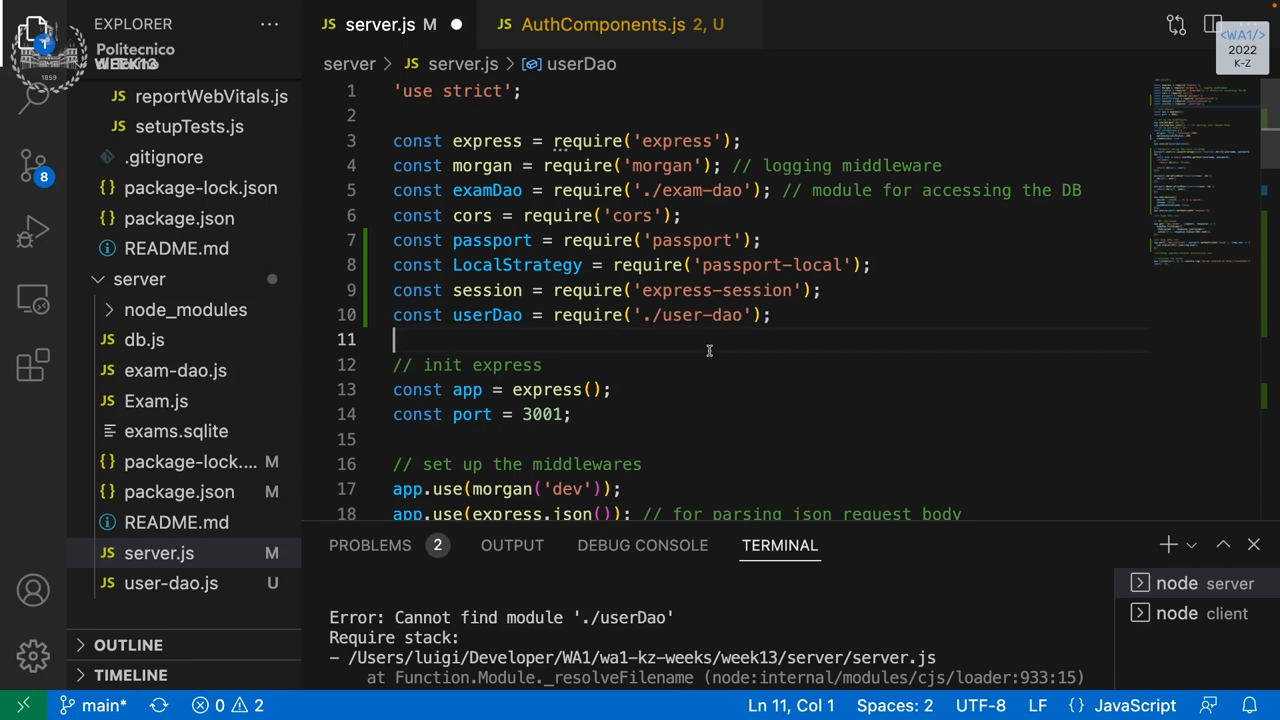 EXPLORER
Politecnico
WEEK13
1859
reportWebVitals.js
setupTests.js
.gitignore
package-lock.json
package.json
README.md
server
node_modules
db.js
exam-dao.js
Exam.js
exams.sqlite
package-lock.... M
package.json M
README.md
server.js M
user-dao.js U
OUTLINE
TIMELINE
8
1
JS server.js M
JS AuthComponents.js 2, U
<WA1/>
2022
K-Z
server > JS server.js > userDao
1 'use strict';
2
3 const express = require('express');
4 const morgan = require('morgan'); // logging middleware
5 const examDao = require('./exam-dao'); // module for accessing the DB
6 const cors = require('cors');
7 const passport = require('passport');
8 const LocalStrategy = require('passport-local');
9 const session = require('express-session');
10 const userDao = require('./user-dao');
11
12 // init express
13 const app = express();
14 const port = 3001;
15
16 // set up the middlewares
17 app.use(morgan('dev'));
18 app.use(express.json()); // for parsing json request body
PROBLEMS 2 OUTPUT DEBUG CONSOLE TERMINAL
Error: Cannot find module './userDao'
Require stack:
- /Users/luigi/Developer/WA1/wa1-kz-weeks/week13/server/server.js
at Function.Module._resolveFilename (node:internal/modules/cjs/loader:933:15)
node server
node client
main* 0 2 Ln 11, Col 1 Spaces: 2 UTF-8 LF {} JavaScript